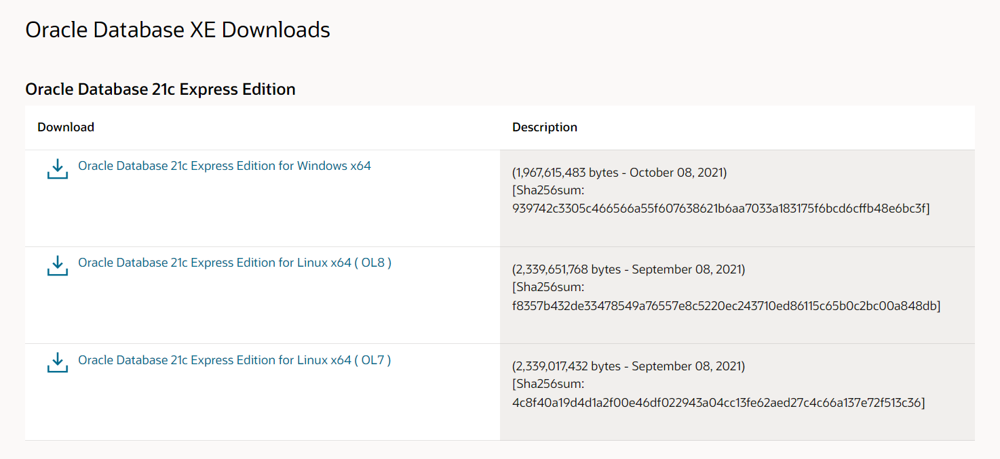 Oracle Database XE Downloads
Oracle Database 21c Express Edition
Download
Description
Oracle Database 21c Express Edition for Windows x64
(1,967,615,483 bytes - October 08, 2021)
[Sha256sum:
939742c3305c466566a55f607638621b6aa7033a183175f6bcd6cffb48e6bc3f]
Oracle Database 21c Express Edition for Linux x64 ( OL8 )
(2,339,651,768 bytes - September 08, 2021)
[Sha256sum:
f8357b432de33478549a76557e8c5220ec243710ed86115c65b0c2bc00a848db]
Oracle Database 21c Express Edition for Linux x64 ( OL7 )
(2,339,017,432 bytes - September 08, 2021)
[Sha256sum:
4c8f40a19d4d1a2f00e46df022943a04cc13fe62aed27c4c66a137e72f513c36]